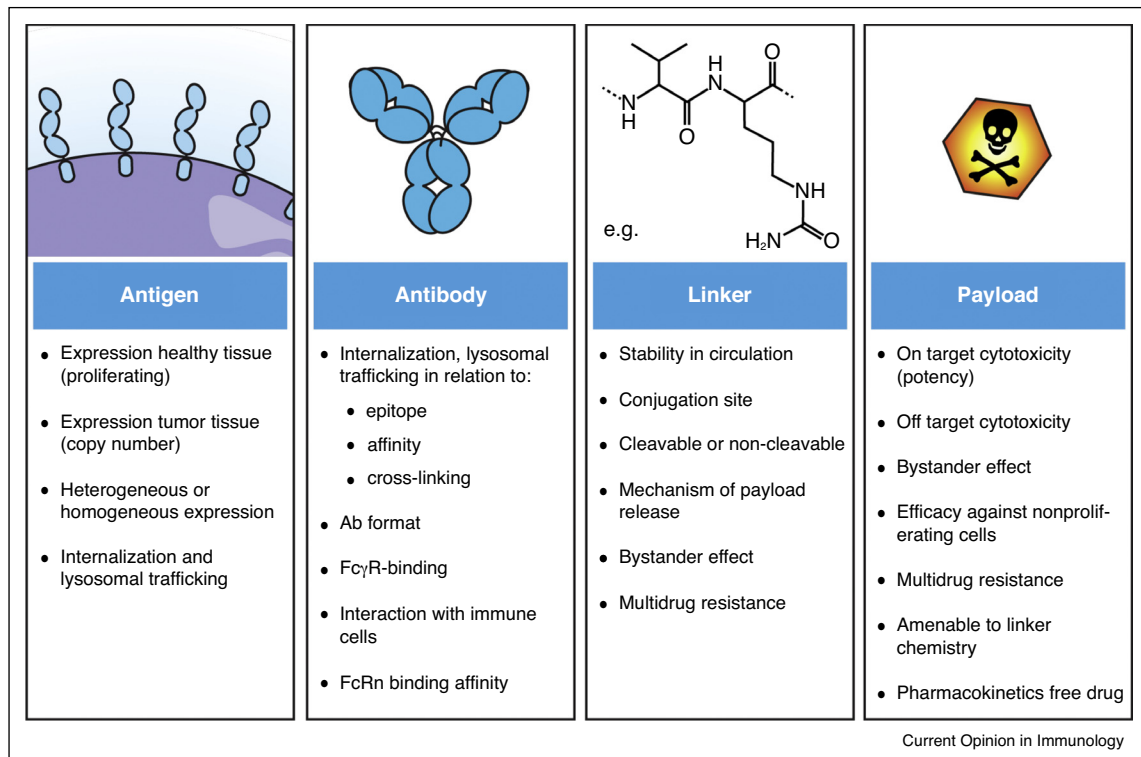 N
H
O
H
N
O
NH
H₂N
O
e.g.
Antigen
• Expression healthy tissue
(proliferating)
• Expression tumor tissue
(copy number)
• Heterogeneous or
homogeneous expression
• Internalization and
lysosomal trafficking
Antibody
• Internalization, lysosomal
trafficking in relation to:
• epitope
• affinity
• cross-linking
• Ab format
• FcγR-binding
• Interaction with immune
cells
• FcRn binding affinity
Linker
• Stability in circulation
• Conjugation site
• Cleavable or non-cleavable
• Mechanism of payload
release
• Bystander effect
• Multidrug resistance
Payload
• On target cytotoxicity
(potency)
• Off target cytotoxicity
• Bystander effect
• Efficacy against nonprolif-
erating cells
• Multidrug resistance
• Amenable to linker
chemistry
• Pharmacokinetics free drug
Current Opinion in Immunology